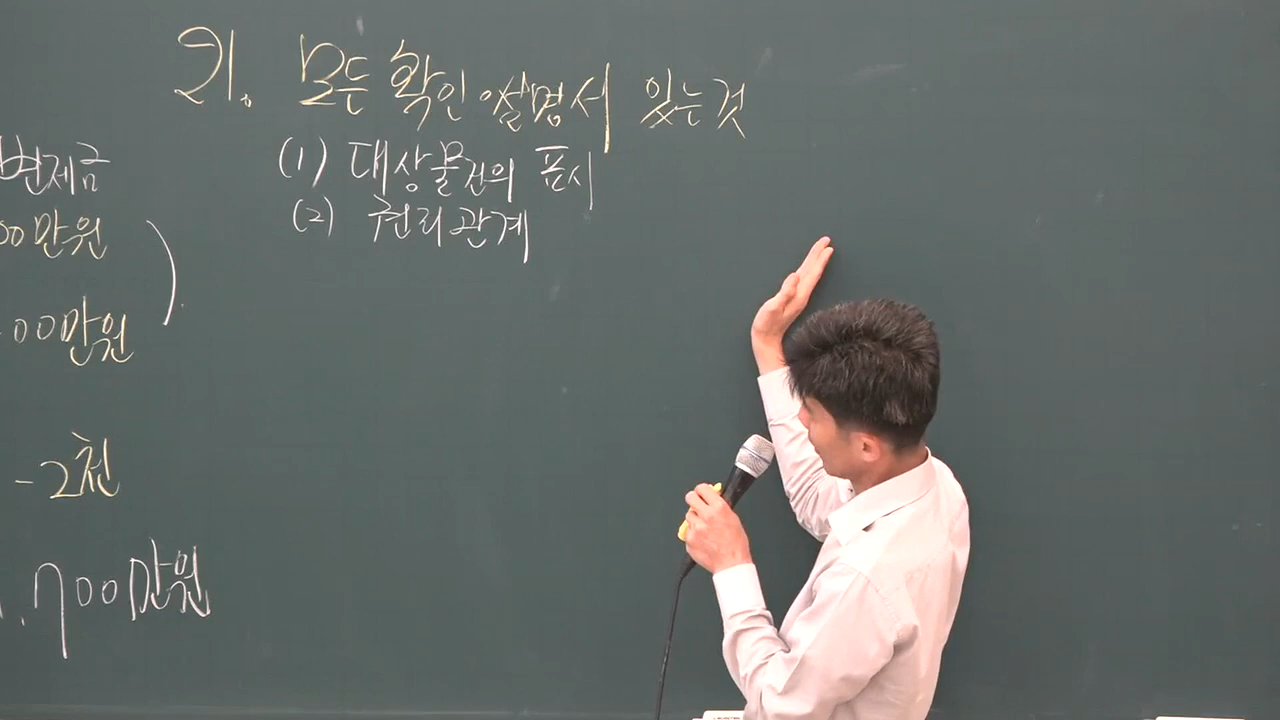 21. 모든 확인설명서 있는것
(1) 대상물건의 표시
(2) 권리관계
변제금
00만원
00만원
-2천
.700만원